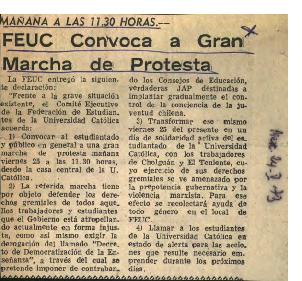 MAÑANA A LAS 11.30 HORAS.—
FEUC Convoca a Gran
Marcha de Protesta
La FEUC entregó la siguien-
te declaración:
"Frente a la grave situación
existente, el Comité Ejecutivo
de la Federación de Estudian-
tes de la Universidad Católica
acuerda:
1) Convocar al estudiantado
y público en general a una gran
marcha de protesta mañana
viernes 25 a las 11.30 horas,
desde la casa central de la U.
Católica.
2) La referida marcha tiene
por objeto defender los dere-
chos gremiales de todos aque-
llos trabajadores y estudiantes
que el Gobierno está atropellan-
do actualmente en forma injus-
ta, como así mismo exigir la
derogación del llamado "Decre-
to de Democratización de la En-
señanza", a través del cual se
pretende imponer de contraban-
do los Consejos de Educación,
verdaderas JAP destinadas a
implantar gradualmente el con-
trol de la conciencia de la ju-
ventud chilena.
3) Transformar ese mismo
viernes 25 del presente en un
día de solidaridad activa del es-
tudiantado de la Universidad
Católica, con los trabajadores
de Chuquicamata y El Teniente, cu-
yo ejercicio de sus derechos
gremiales se ve amenazado por
la prepotencia gubernativa y la
violencia marxista. Para ese
efecto se recolectará ayuda de
todo género en el local de
FEUC.
4) Llamar a los estudiantes
de la Universidad Católica en
estado de alerta para las accio-
nes que resulte necesario em-
prender durante los próximos
días.